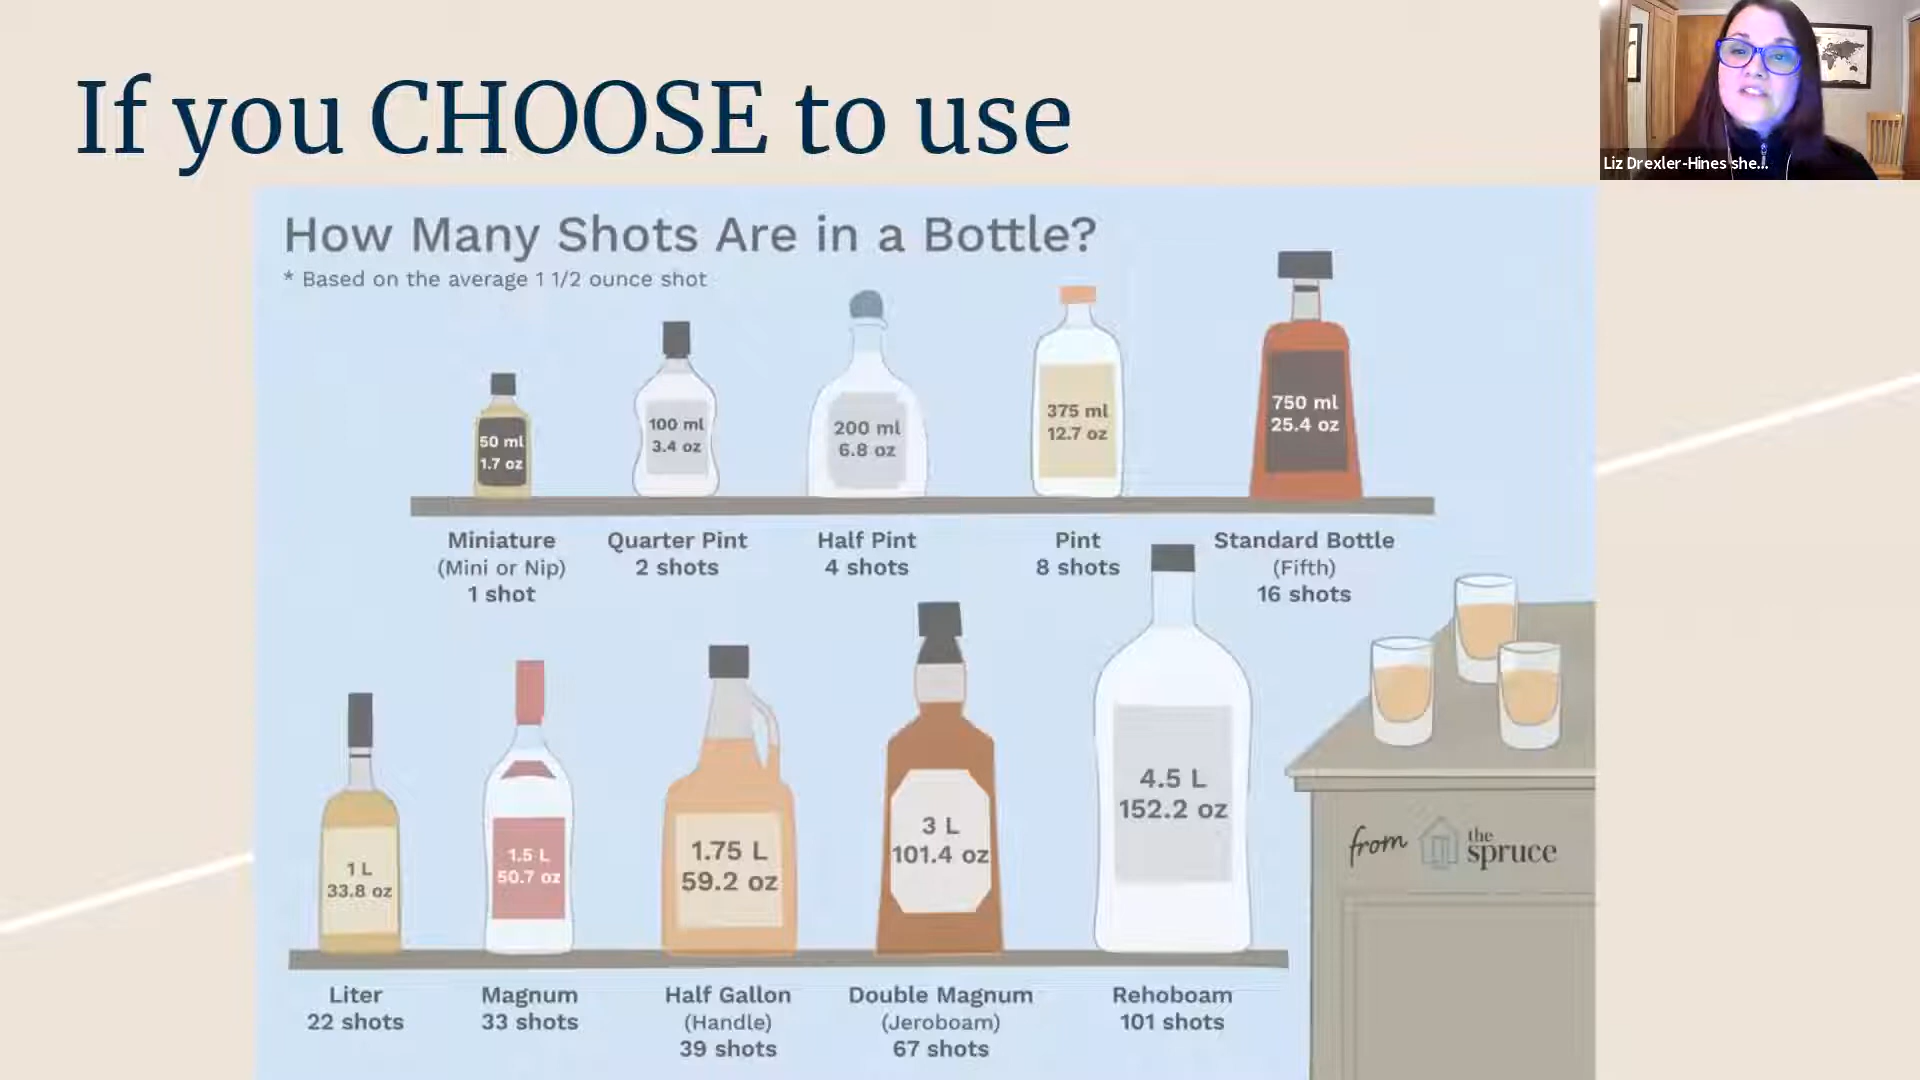 If you CHOOSE to use
Liz Drexler-Hines she...
How Many Shots Are in a Bottle?
* Based on the average 1 1/2 ounce shot
50 ml
1.7 oz
100 ml
3.4 oz
200 ml
6.8 oz
375 ml
12.7 oz
750 ml
25.4 oz
Miniature
(Mini or Nip)
1 shot
Quarter Pint
2 shots
Half Pint
4 shots
Pint
8 shots
Standard Bottle
(Fifth)
16 shots
1 L
33.8 oz
1.5 L
50.7 oz
1.75 L
59.2 oz
3 L
101.4 oz
4.5 L
152.2 oz
from the
spruce
Liter
22 shots
Magnum
33 shots
Half Gallon
(Handle)
39 shots
Double Magnum
(Jeroboam)
67 shots
Rehoboam
101 shots